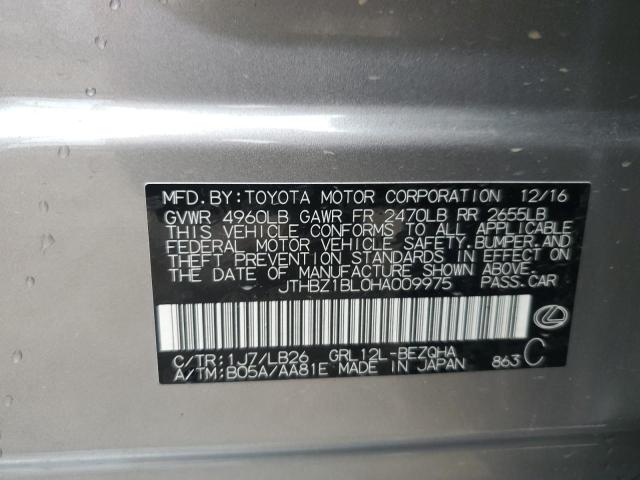 MFD. BY: TOYOTA MOTOR CORPORATION 12/16
GVWR 4960LB GAWR FR 2470LB RR 2655LB
THIS VEHICLE CONFORMS TO ALL APPLICABLE
FEDERAL MOTOR VEHICLE SAFETY, BUMPER, AND
THEFT PREVENTION STANDARDS IN EFFECT ON
THE DATE OF MANUFACTURE SHOWN ABOVE.
JTHBZ1BL0HA009975 PASS. CAR
C/TR: 1J7/LB26 GRL12L-BEZQHA
A/TM: B05A/AA81E MADE IN JAPAN 863 C